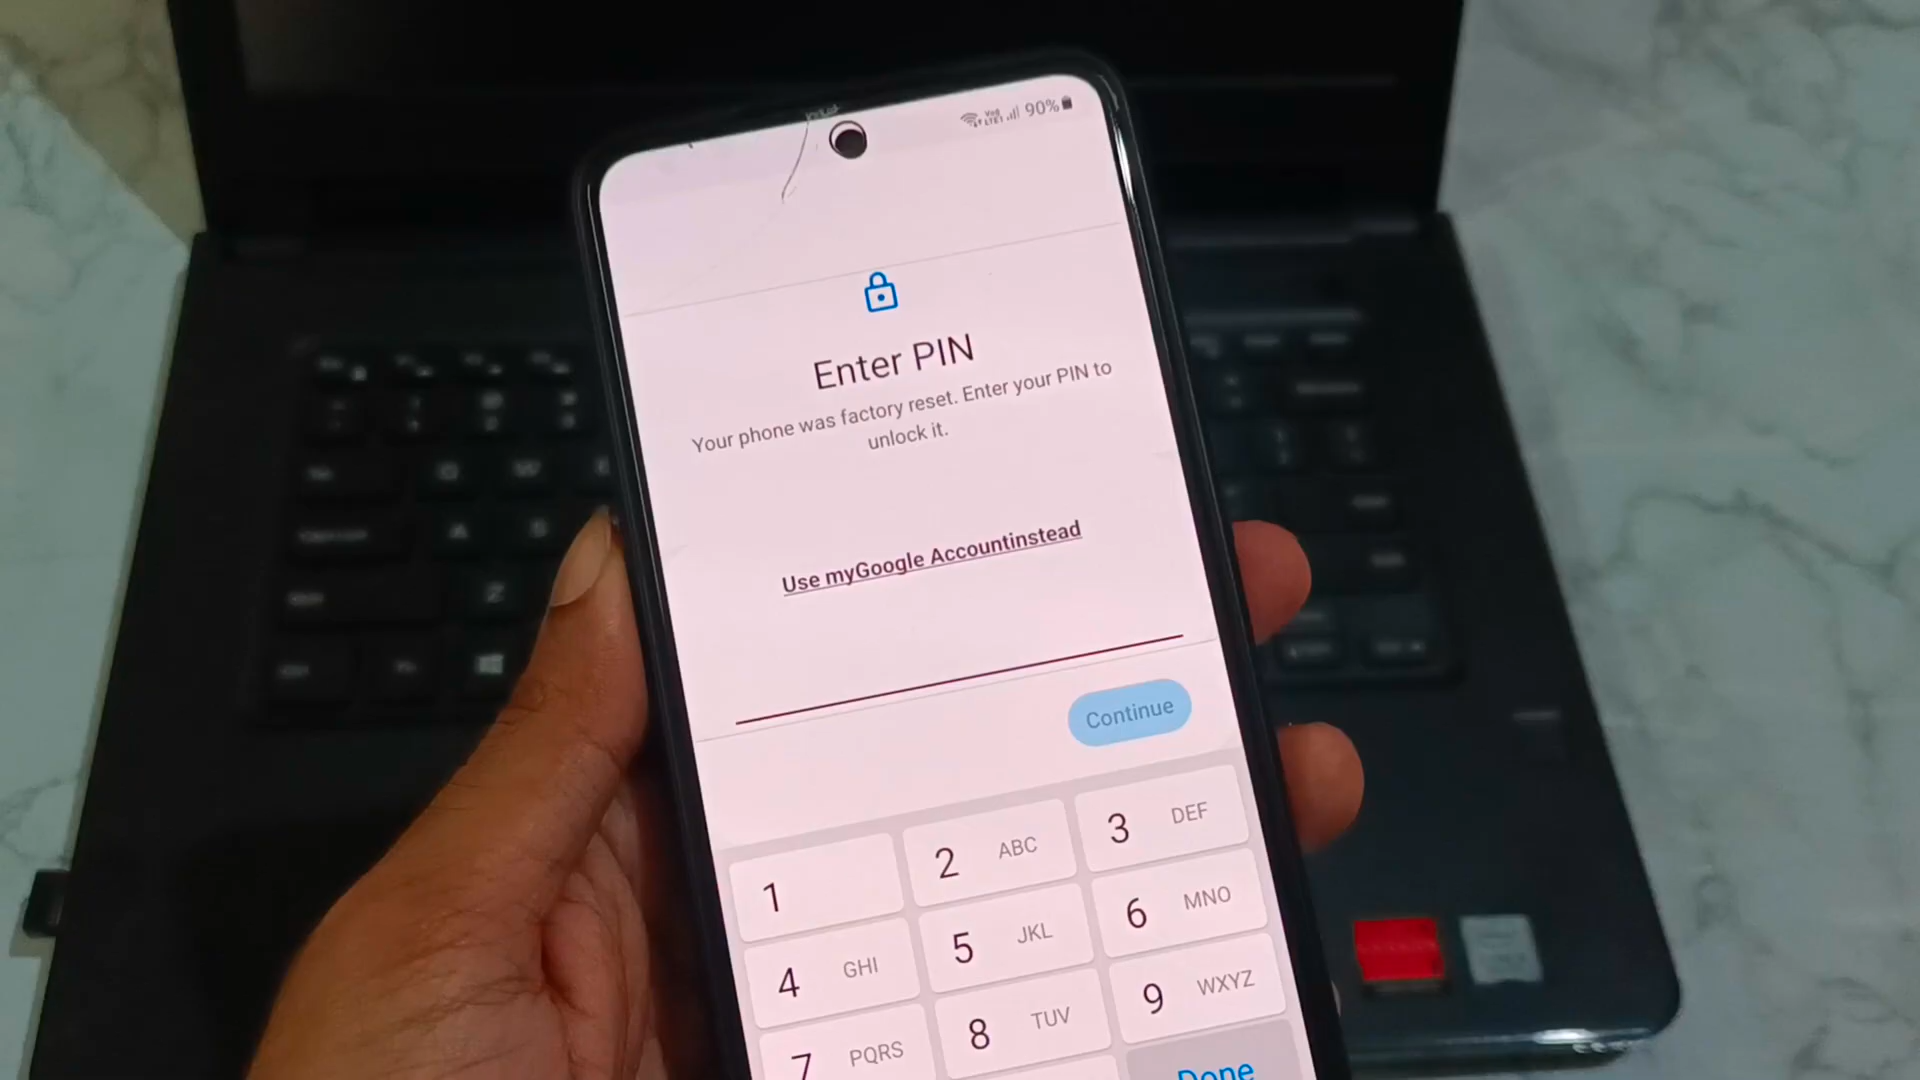 90%
Enter PIN
Your phone was factory reset. Enter your PIN to
unlock it.
Use myGoogle Accountinstead
Continue
1
2 ABC
3 DEF
4 GHI
5 JKL
6 MNO
7 PQRS
8 TUV
9 WXYZ
Done